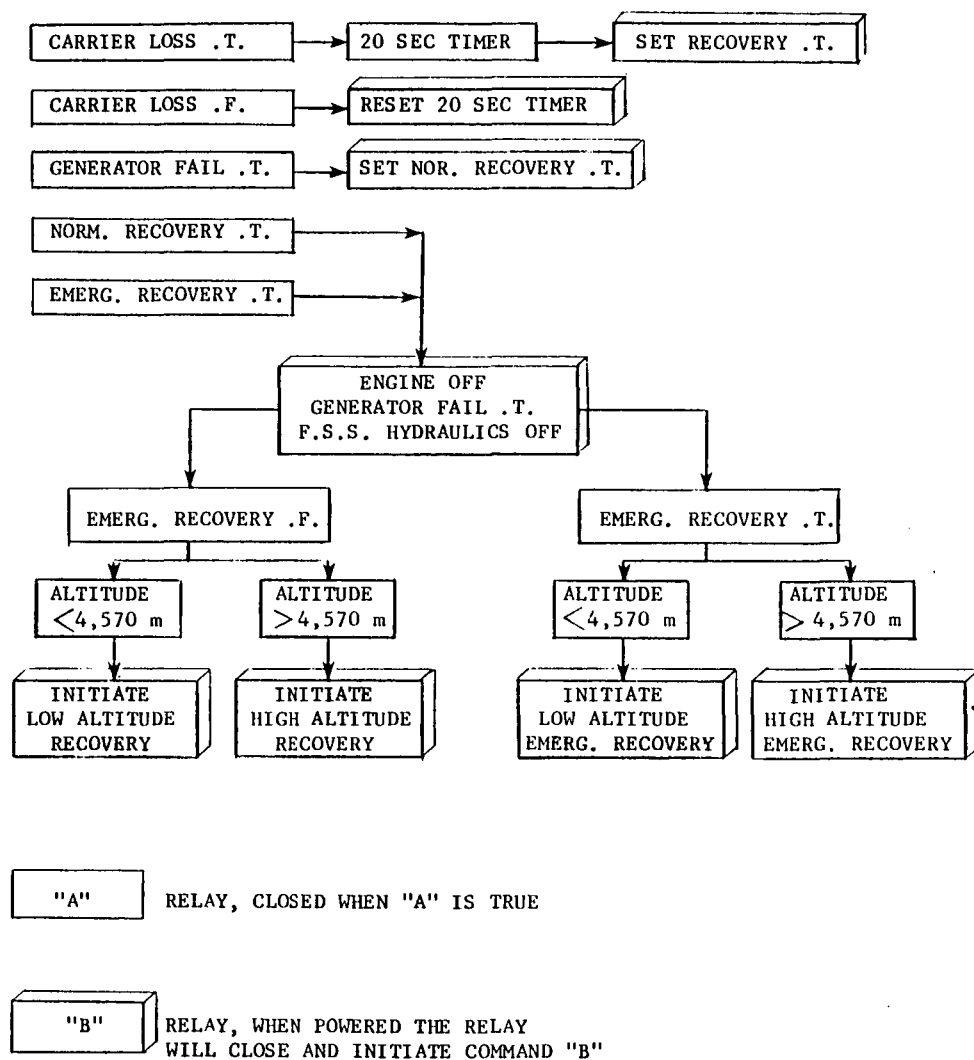 CARRIER LOSS .T.
20 SEC TIMER
SET RECOVERY .T.
CARRIER LOSS .F.
RESET 20 SEC TIMER
GENERATOR FAIL .T.
SET NOR. RECOVERY .T.
NORM. RECOVERY .T.
EMERG. RECOVERY .T.
ENGINE OFF
GENERATOR FAIL .T.
F.S.S. HYDRAULICS OFF
EMERG. RECOVERY .F.
EMERG. RECOVERY .T.
ALTITUDE
<4,570 m
ALTITUDE
>4,570 m
ALTITUDE
<4,570 m
ALTITUDE
> 4,570 m
INITIATE
LOW ALTITUDE
RECOVERY
INITIATE
HIGH ALTITUDE
RECOVERY
INITIATE
LOW ALTITUDE
EMERG. RECOVERY
INITIATE
HIGH ALTITUDE
EMERG. RECOVERY
"A"
RELAY, CLOSED WHEN "A" IS TRUE
"B"
RELAY, WHEN POWERED THE RELAY
WILL CLOSE AND INITIATE COMMAND "B"